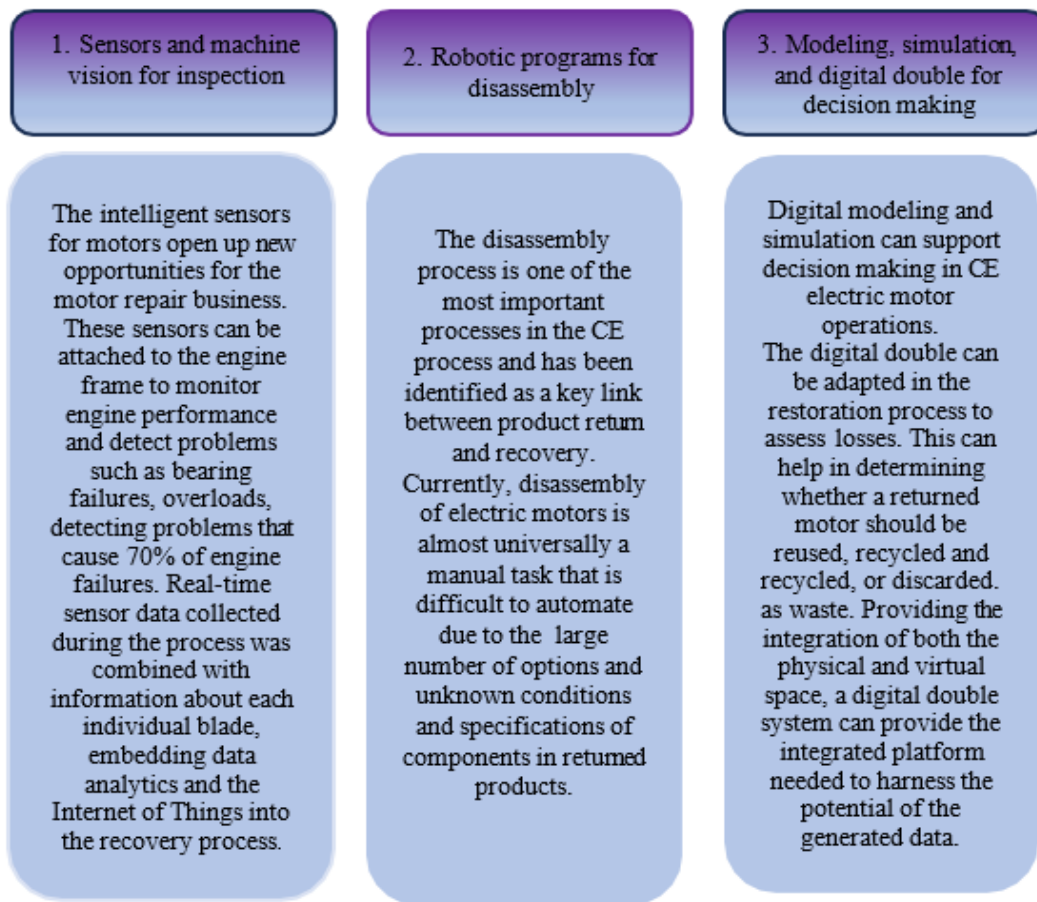 1. Sensors and machine
vision for inspection
The intelligent sensors
for motors open up new
opportunities for the
motor repair business.
These sensors can be
attached to the engine
frame to monitor
engine performance
and detect problems
such as bearing
failures, overloads,
detecting problems that
cause 70% of engine
failures. Real-time
sensor data collected
during the process was
combined with
information about each
individual blade,
embedding data
analytics and the
Internet of Things into
the recovery process.
2. Robotic programs for
disassembly
The disassembly
process is one of the
most important
processes in the CE
process and has been
identified as a key link
between product return
and recovery.
Currently, disassembly
of electric motors is
almost universally a
manual task that is
difficult to automate
due to the large
number of options and
unknown conditions
and specifications of
components in returned
products.
3. Modeling, simulation,
and digital double for
decision making
Digital modeling and
simulation can support
decision making in CE
electric motor
operations.
The digital double can
be adapted in the
restoration process to
assess losses. This can
help in determining
whether a returned
motor should be
reused, recycled and
recycled, or discarded.
as waste. Providing the
integration of both the
physical and virtual
space, a digital double
system can provide the
integrated platform
needed to harness the
potential of the
generated data.